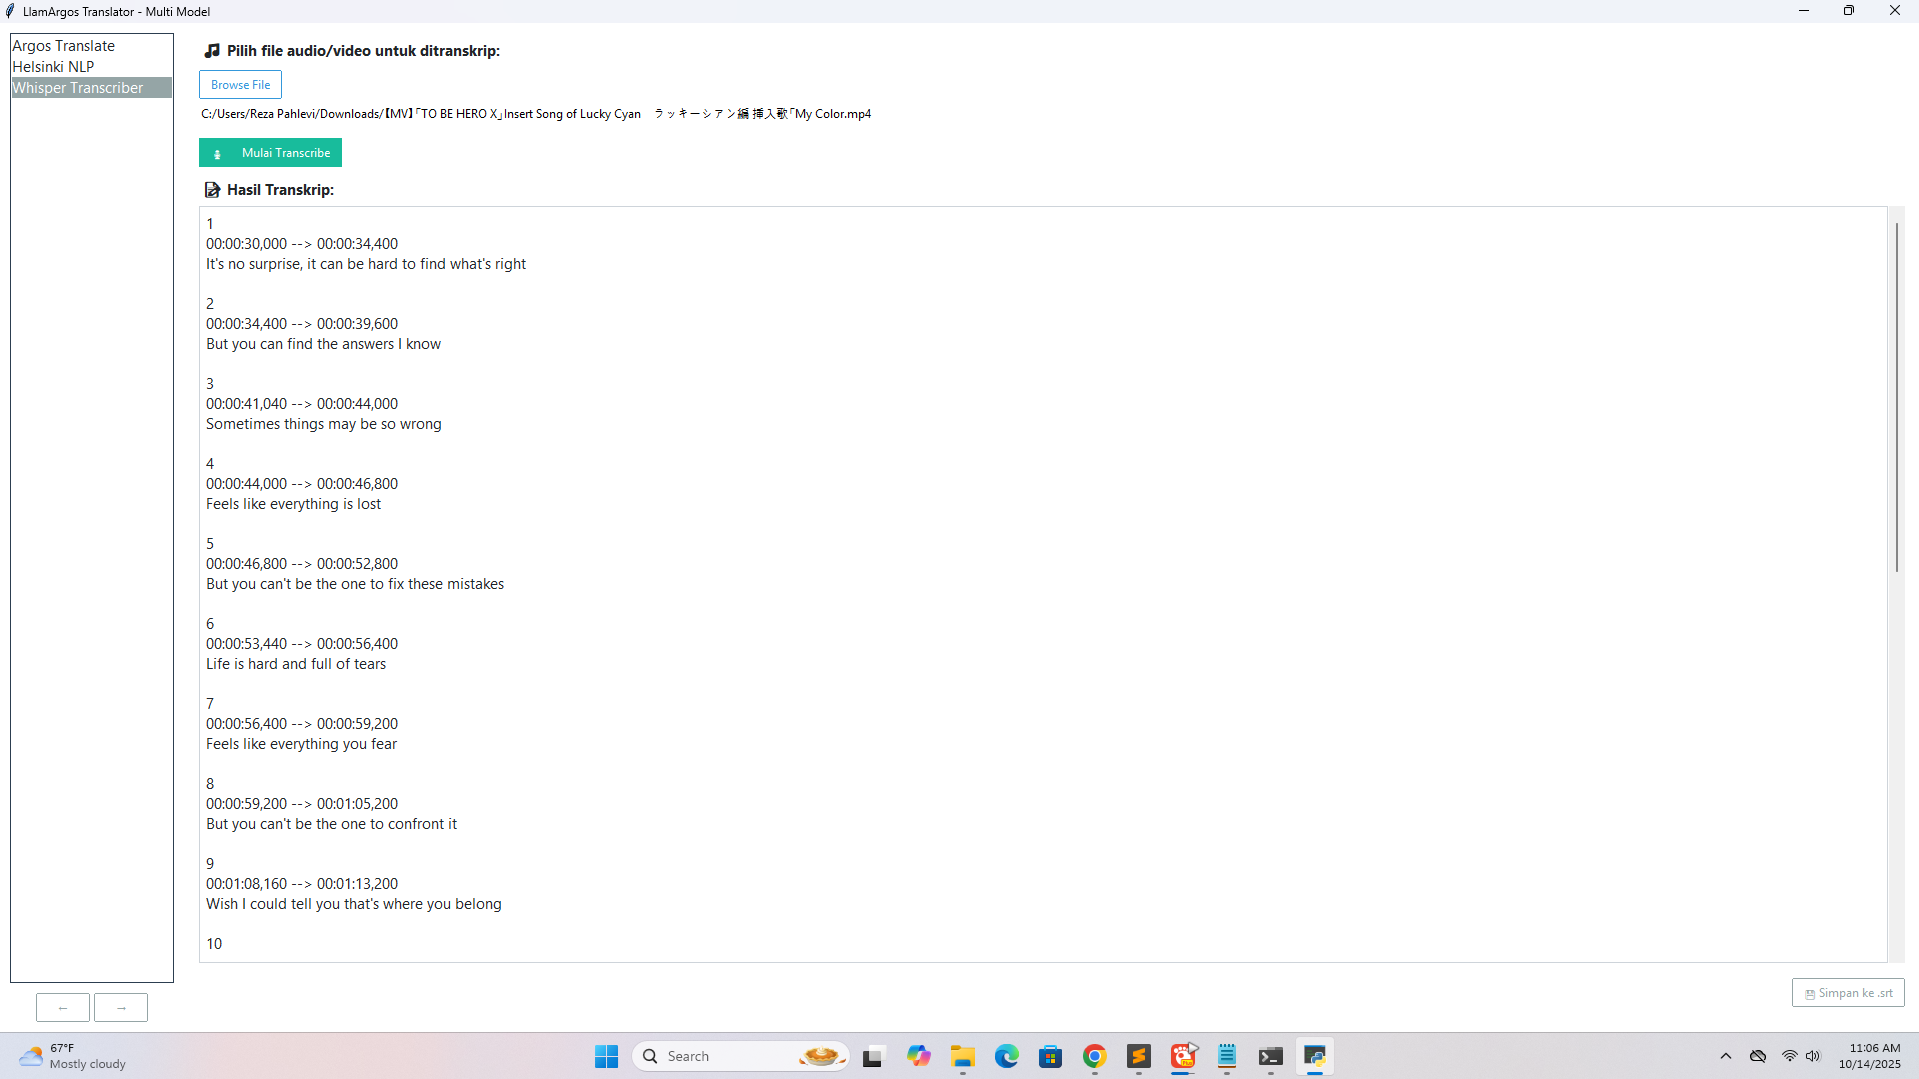 LlamArgos Translator - Multi Model
Argos Translate
Helsinki NLP
Whisper Transcriber
Pilih file audio/video untuk ditranskrip:
Browse File
C:/Users/Reza Pahlevi/Downloads/【MV】「TO BE HERO X」Insert Song of Lucky Cyan　ラッキーシアン編 挿入歌「My Color.mp4
Mulai Transcribe
Hasil Transkrip:
1
00:00:30,000 --> 00:00:34,400
It's no surprise, it can be hard to find what's right
2
00:00:34,400 --> 00:00:39,600
But you can find the answers I know
3
00:00:41,040 --> 00:00:44,000
Sometimes things may be so wrong
4
00:00:44,000 --> 00:00:46,800
Feels like everything is lost
5
00:00:46,800 --> 00:00:52,800
But you can't be the one to fix these mistakes
6
00:00:53,440 --> 00:00:56,400
Life is hard and full of tears
7
00:00:56,400 --> 00:00:59,200
Feels like everything you fear
8
00:00:59,200 --> 00:01:05,200
But you can't be the one to confront it
9
00:01:08,160 --> 00:01:13,200
Wish I could tell you that's where you belong
10
← →
Simpan ke .srt
67°F
Mostly cloudy
Search
11:06 AM
10/14/2025